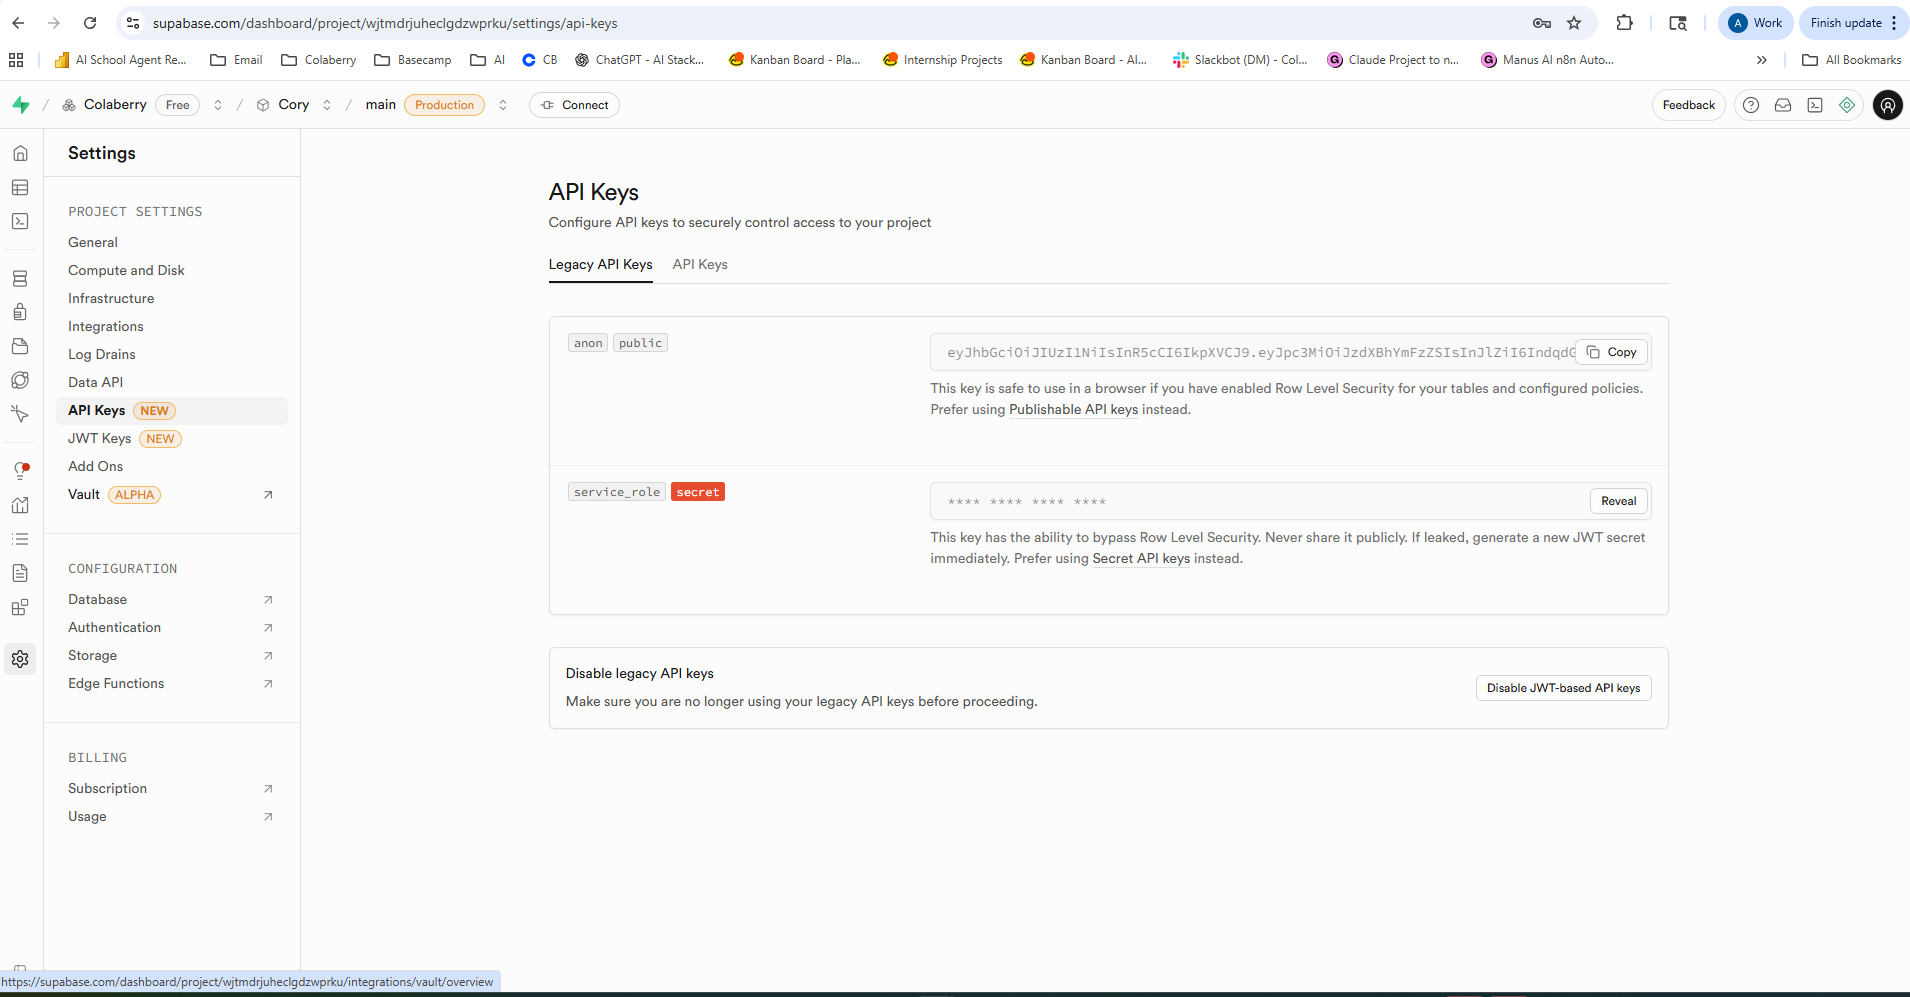 supabase.com/dashboard/project/wjtmdrjuheclgdzwprku/settings/api-keys
A Work
Finish update
AI School Agent Re...
Email
Colaberry
Basecamp
AI
CB
ChatGPT - AI Stack...
Kanban Board - Pla...
Internship Projects
Kanban Board - AI...
Slackbot (DM) - Col...
G Claude Project to n...
G Manus AI n8n Auto...
All Bookmarks
/ Colaberry Free / Cory / main Production Connect
Feedback
Settings
PROJECT SETTINGS
General
Compute and Disk
Infrastructure
Integrations
Log Drains
Data API
API Keys NEW
JWT Keys NEW
Add Ons
Vault ALPHA
CONFIGURATION
Database
Authentication
Storage
Edge Functions
BILLING
Subscription
Usage
API Keys
Configure API keys to securely control access to your project
Legacy API Keys API Keys
anon public
eyJhbGciOiJIUzI1NiIsInR5cCI6IkpXVCJ9.eyJpc3MiOiJzdXBhYmFzZSIsInJlZiI6Indqd Copy
This key is safe to use in a browser if you have enabled Row Level Security for your tables and configured policies.
Prefer using Publishable API keys instead.
service_role secret
**** **** **** **** Reveal
This key has the ability to bypass Row Level Security. Never share it publicly. If leaked, generate a new JWT secret
immediately. Prefer using Secret API keys instead.
Disable legacy API keys
Make sure you are no longer using your legacy API keys before proceeding.
Disable JWT-based API keys
https://supabase.com/dashboard/project/wjtmdrjuheclgdzwprku/integrations/vault/overview